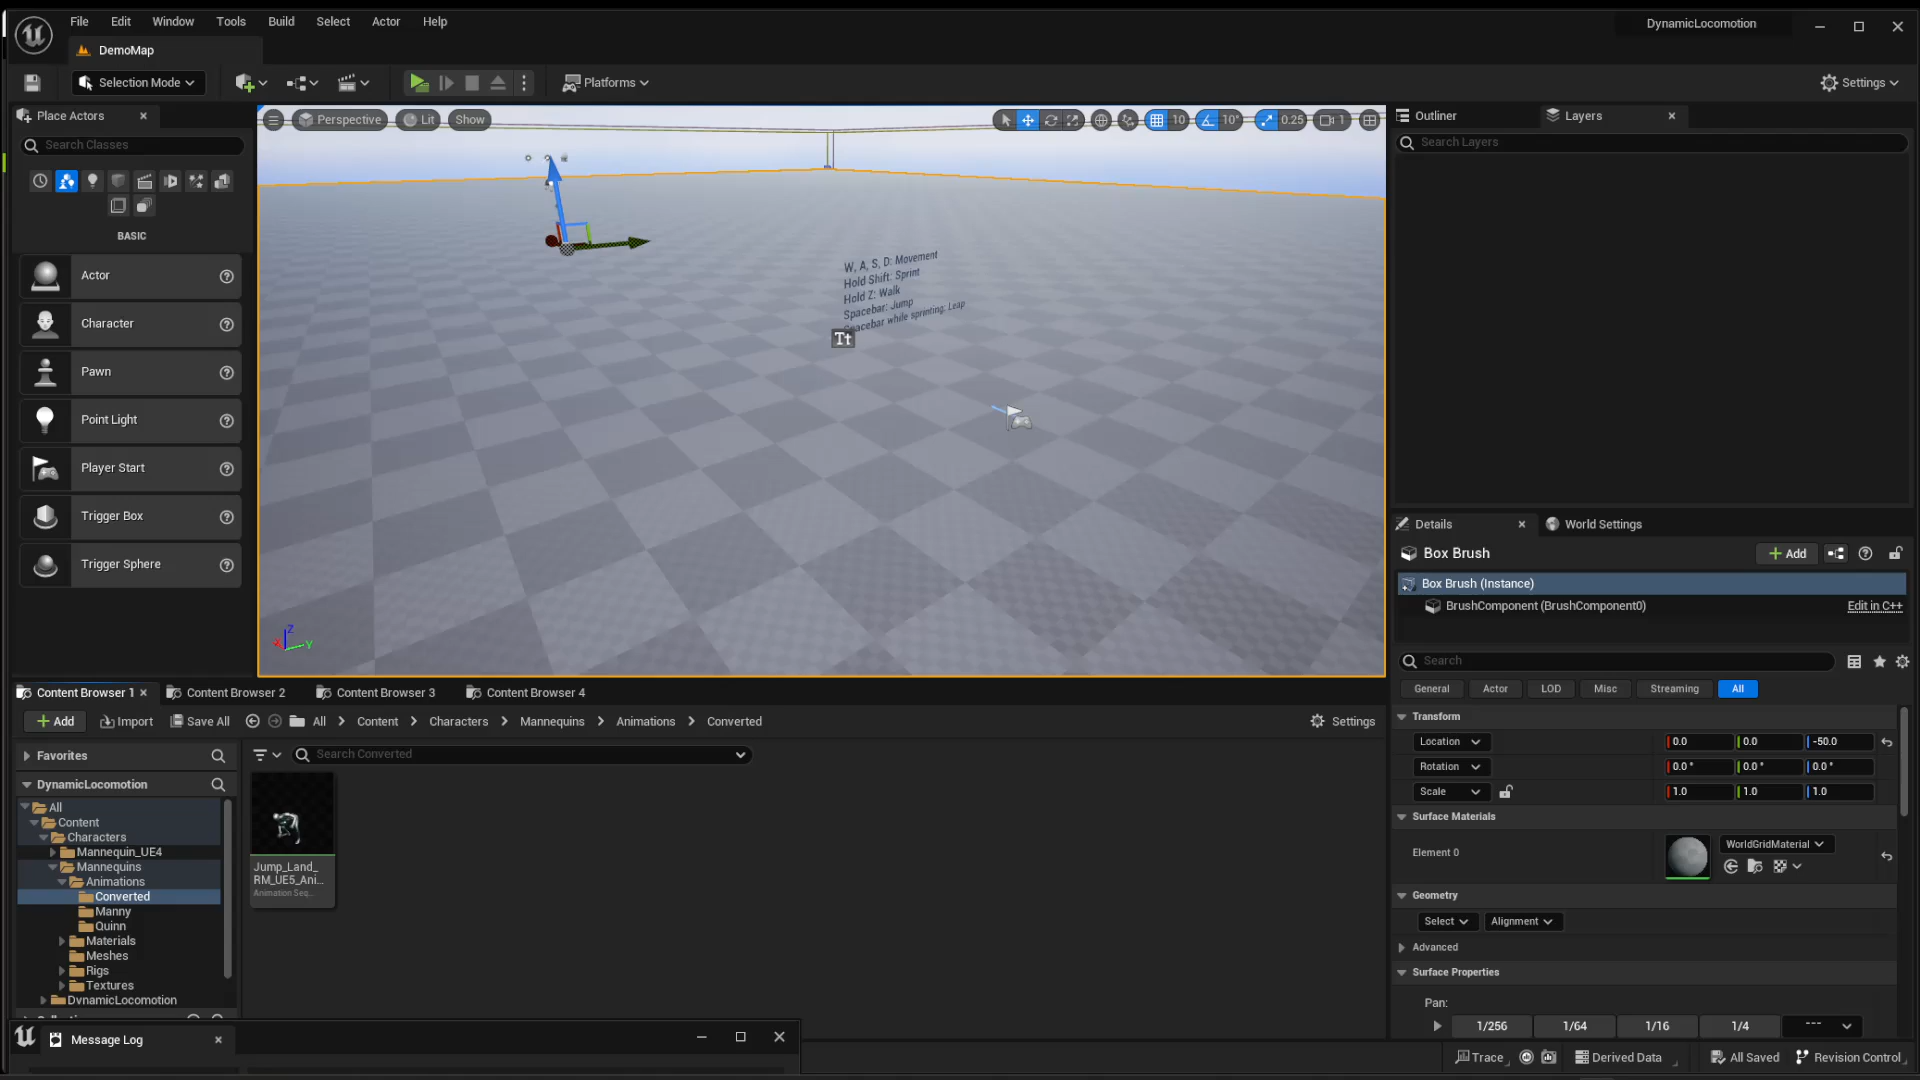 File Edit Window Tools Build Select Actor Help
DynamicLocomotion
DemoMap
Selection Mode
Platforms
Settings
Place Actors
Search Classes
BASIC
Actor
Character
Pawn
Point Light
Player Start
Trigger Box
Trigger Sphere
Perspective Lit Show
10 10° 0.25 1
W, A, S, D: Movement
Hold Shift: Sprint
Hold Z: Walk
Spacebar: Jump
Spacebar while sprinting: Leap
Tt
Z
X
Y
Outliner Layers
Search Layers
Details World Settings
Box Brush
Add
Box Brush (Instance)
BrushComponent (BrushComponent0) Edit in C++
Search
General Actor LOD Misc Streaming All
Transform
Location 0.0 0.0 -50.0
Rotation 0.0 ° 0.0 ° 0.0 °
Scale 1.0 1.0 1.0
Surface Materials
Element 0 WorldGridMaterial
Geometry
Select Alignment
Advanced
Surface Properties
Pan:
1/256 1/64 1/16 1/4 ---
Content Browser 1 Content Browser 2 Content Browser 3 Content Browser 4
Add Import Save All All Content Characters Mannequins Animations Converted Settings
Favorites
Search Converted
DynamicLocomotion
All
Content
Characters
Mannequin_UE4
Mannequins
Animations
Converted
Manny
Quinn
Materials
Meshes
Rigs
Textures
DynamicLocomotion
Jump_Land_
RM_UE5_Ani...
Animation Seq...
Message Log
Trace Derived Data All Saved Revision Control